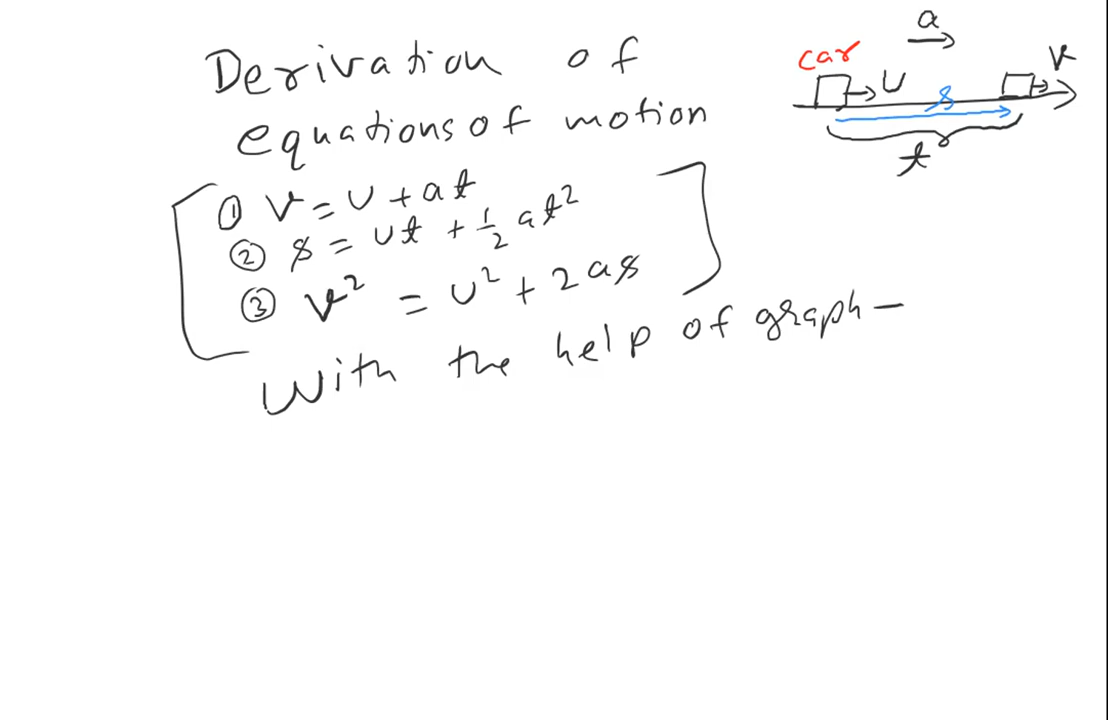 Derivation of
equations of motion
① v = u + at
② s = ut + 1/2 at²
③ v² = u² + 2as
With the help of graph –
a
car
u
s
v
t